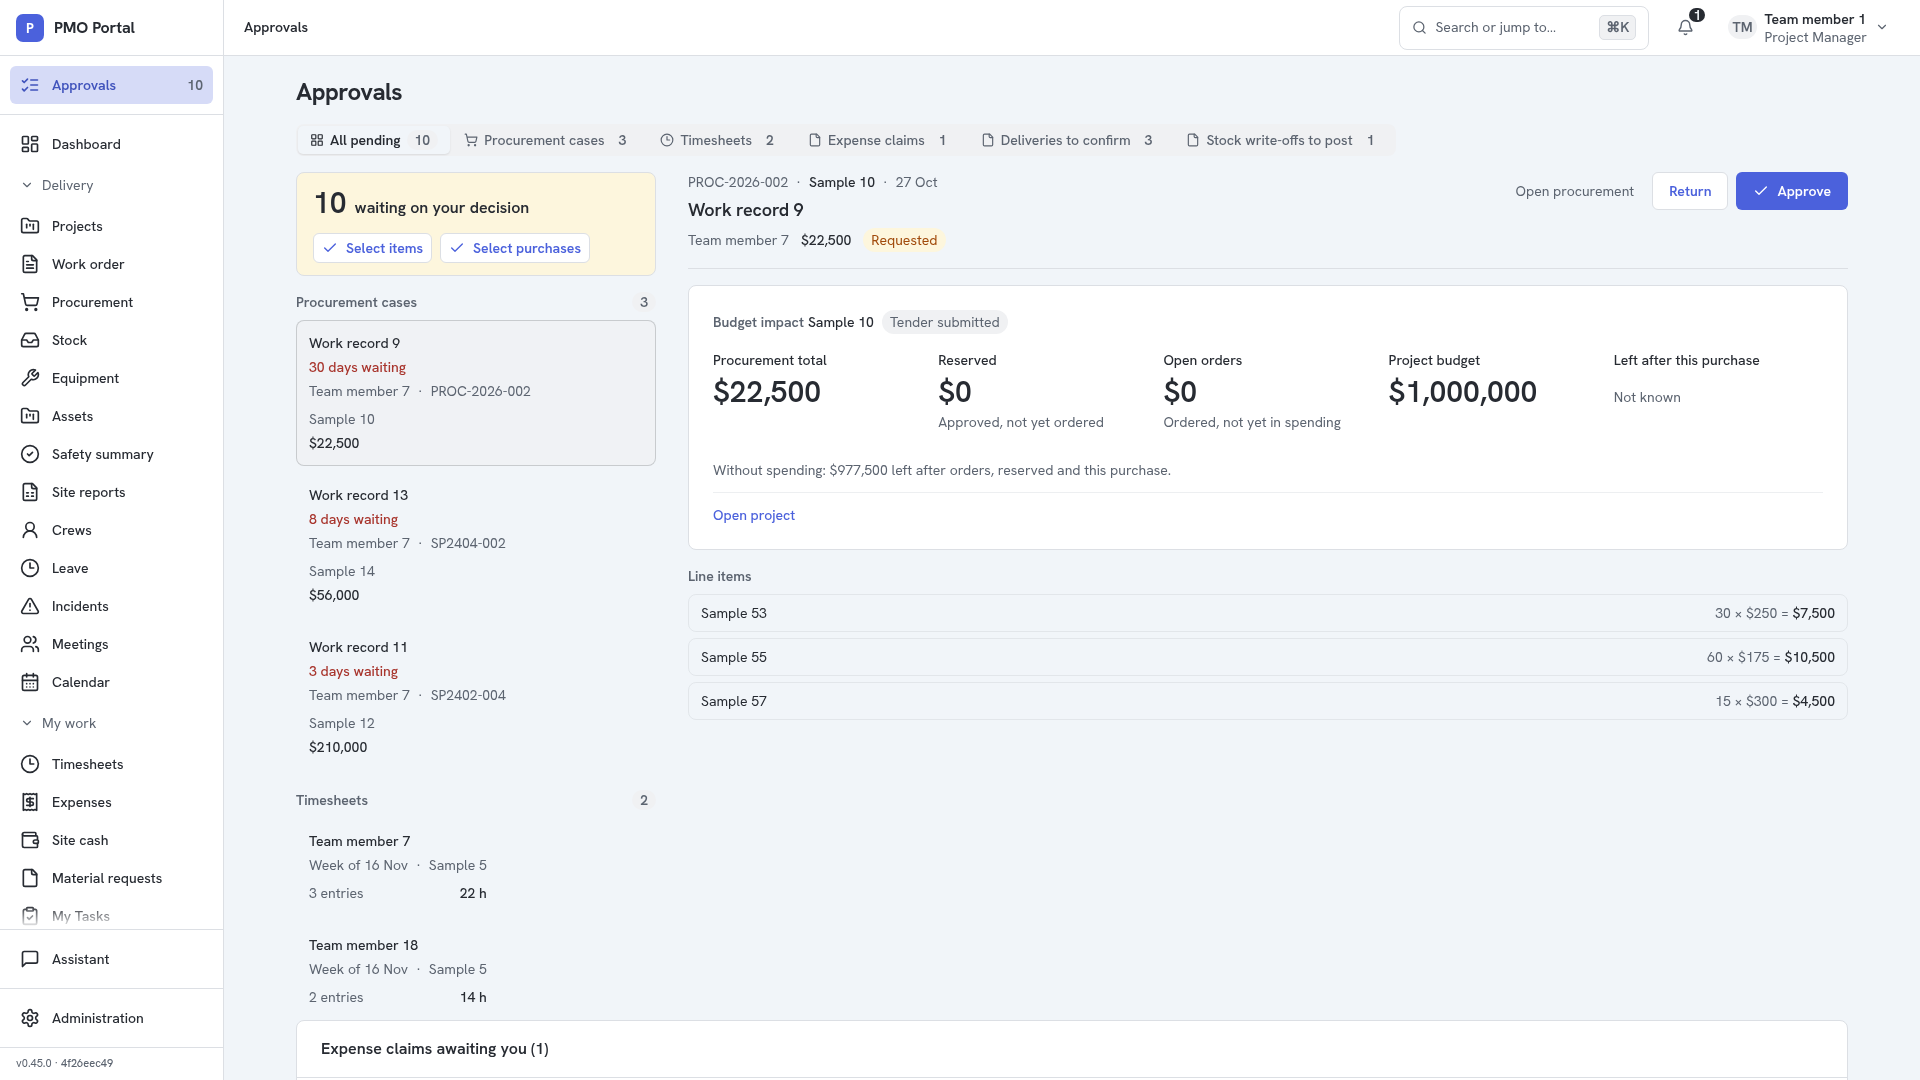 P PMO Portal
Approvals
Search or jump to...
⌘K
1
TM
Team member 1
Project Manager
Approvals 10
Dashboard
Delivery
Projects
Work order
Procurement
Stock
Equipment
Assets
Safety summary
Site reports
Crews
Leave
Incidents
Meetings
Calendar
My work
Timesheets
Expenses
Site cash
Material requests
My Tasks
Assistant
Administration
v0.45.0 · 4f26eec49
Approvals
All pending 10
Procurement cases 3
Timesheets 2
Expense claims 1
Deliveries to confirm 3
Stock write-offs to post 1
10 waiting on your decision
Select items
Select purchases
Procurement cases 3
Work record 9
30 days waiting
Team member 7 · PROC-2026-002
Sample 10
$22,500
Work record 13
8 days waiting
Team member 7 · SP2404-002
Sample 14
$56,000
Work record 11
3 days waiting
Team member 7 · SP2402-004
Sample 12
$210,000
Timesheets 2
Team member 7
Week of 16 Nov · Sample 5
3 entries 22 h
Team member 18
Week of 16 Nov · Sample 5
2 entries 14 h
PROC-2026-002 · Sample 10 · 27 Oct
Work record 9
Team member 7 $22,500 Requested
Open procurement
Return
Approve
Budget impact Sample 10 Tender submitted
Procurement total
$22,500
Reserved
$0
Approved, not yet ordered
Open orders
$0
Ordered, not yet in spending
Project budget
$1,000,000
Left after this purchase
Not known
Without spending: $977,500 left after orders, reserved and this purchase.
Open project
Line items
Sample 53 30 × $250 = $7,500
Sample 55 60 × $175 = $10,500
Sample 57 15 × $300 = $4,500
Expense claims awaiting you (1)